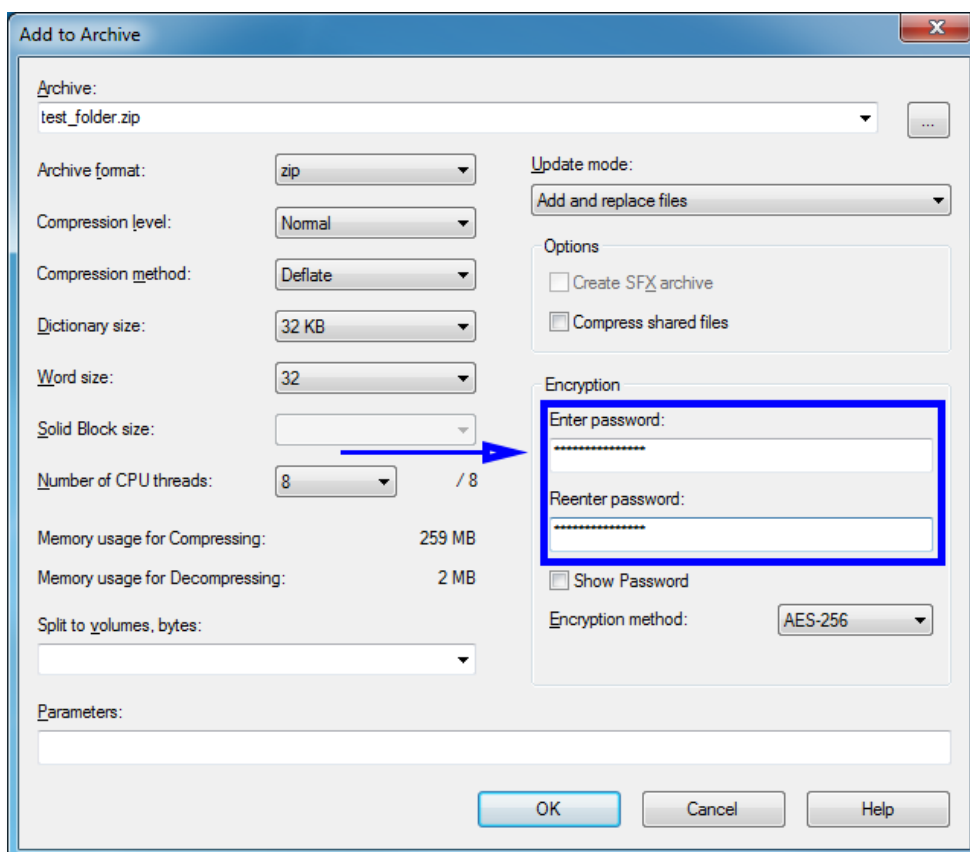 Add to Archive
Archive:
test_folder.zip
...
Archive format:
zip
Compression level:
Normal
Compression method:
Deflate
Dictionary size:
32 KB
Word size:
32
Solid Block size:
Number of CPU threads:
8
/ 8
Memory usage for Compressing:
259 MB
Memory usage for Decompressing:
2 MB
Split to volumes, bytes:
Update mode:
Add and replace files
Options
Create SFX archive
Compress shared files
Encryption
Enter password:
***************
Reenter password:
***************
Show Password
Encryption method:
AES-256
Parameters:
OK
Cancel
Help